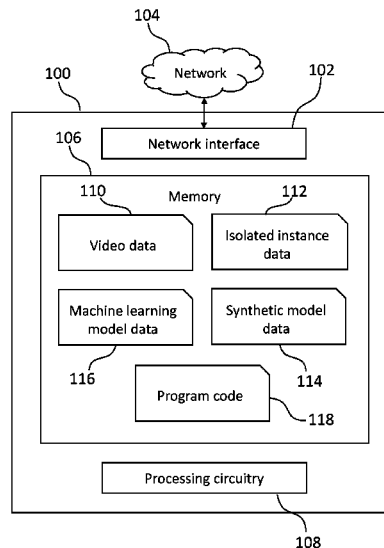 104
Network
100
102
Network interface
106
Memory
110
112
Video data
Isolated instance
data
Machine learning
model data
Synthetic model
data
116
114
Program code
118
Processing circuitry
108